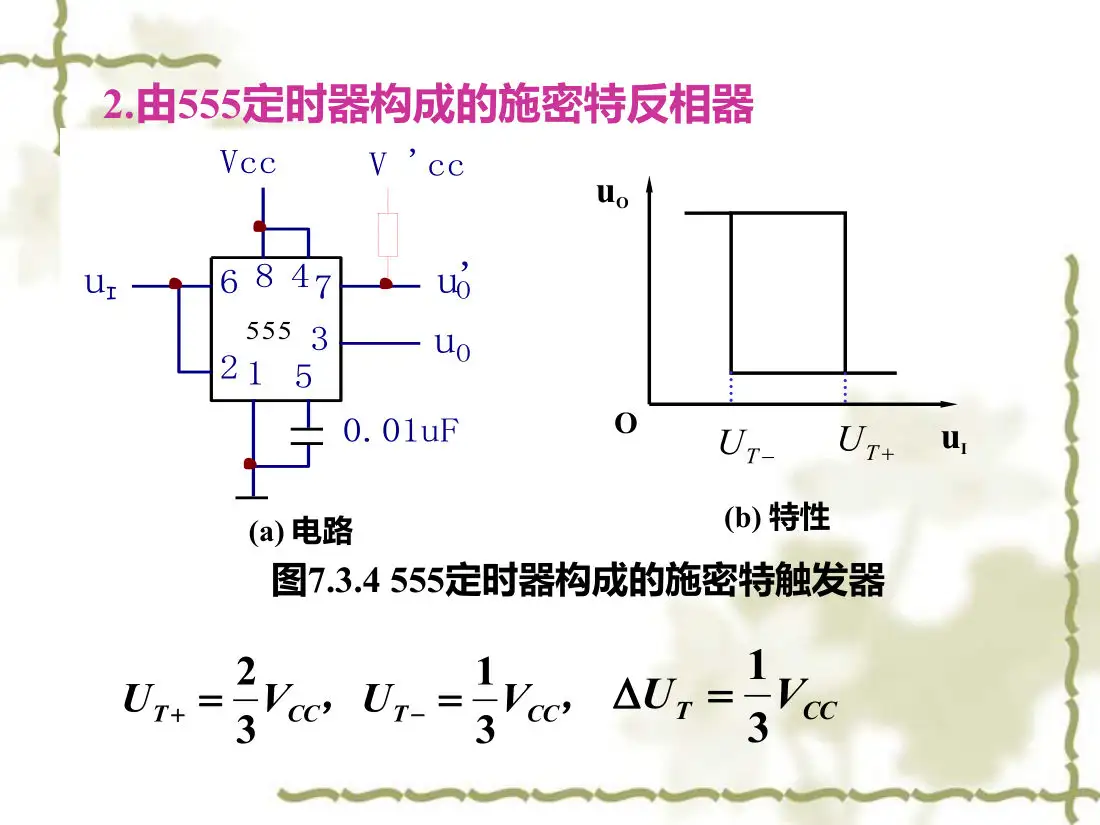 2.由555定时器构成的施密特反相器
Vcc V 'cc
uI 6 8 4 7 u0'
555 3 u0
2 1 5
0.01uF
(a) 电路
uO
O UT− UT+ uI
(b) 特性
图7.3.4 555定时器构成的施密特触发器
UT+ = 2/3 VCC，UT− = 1/3 VCC，ΔUT = 1/3 VCC